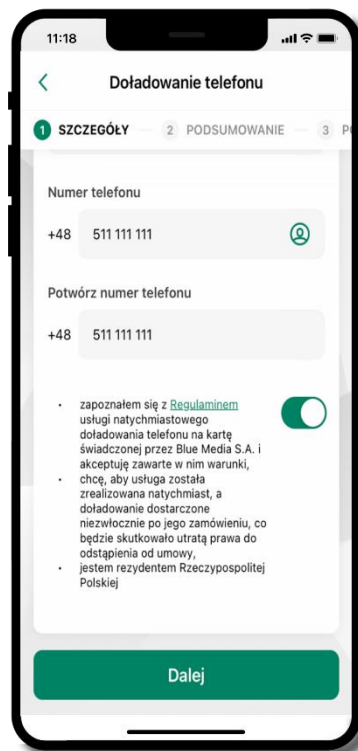 11:18
Doładowanie telefonu
1 SZCZEGÓŁY 2 PODSUMOWANIE 3
Numer telefonu
+48 511 111 111
Potwórz numer telefonu
+48 511 111 111
• zapoznałem się z Regulaminem
usługi natychmiastowego
doładowania telefonu na kartę
świadczonej przez Blue Media S.A. i
akceptuję zawarte w nim warunki,
• chcę, aby usługa została
zrealizowana natychmiast, a
doładowanie dostarczone
niezwłocznie po jego zamówieniu, co
będzie skutkowało utratą prawa do
odstąpienia od umowy,
• jestem rezydentem Rzeczypospolitej
Polskiej
Dalej